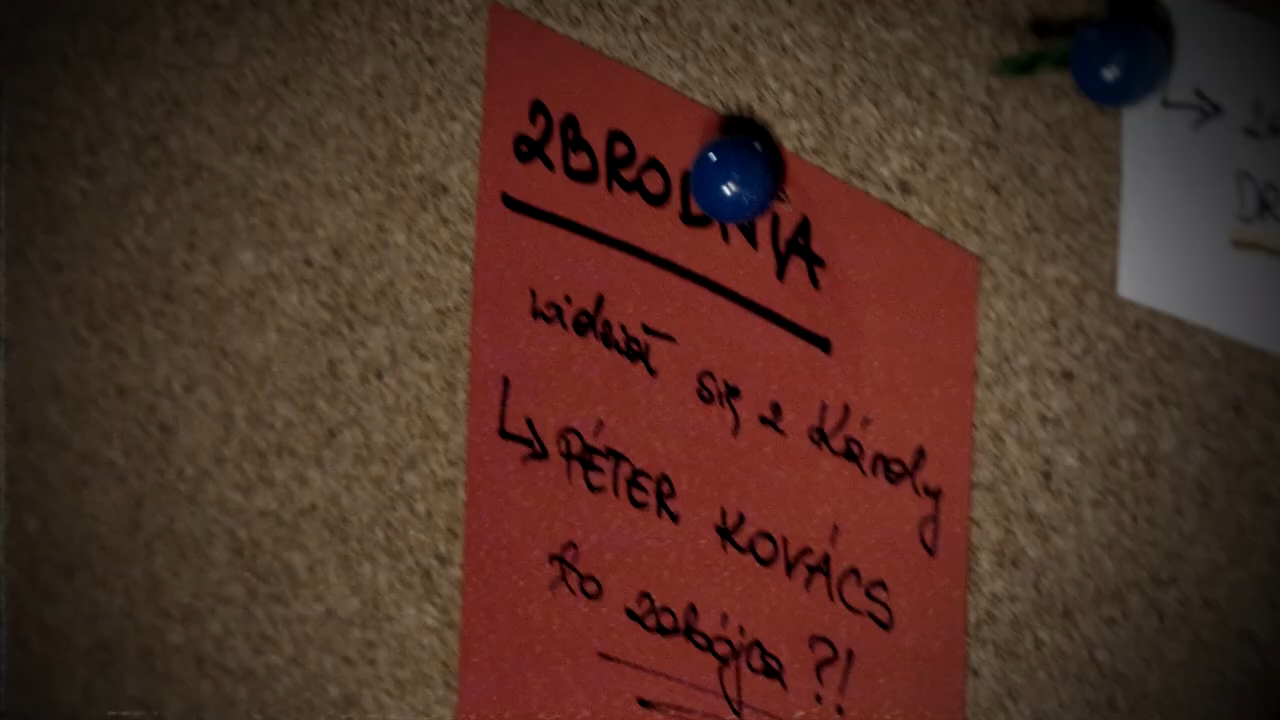 ZBRODNIA
widział się z Károly
↳ PÉTER KOVÁCS
to zabójca ?!